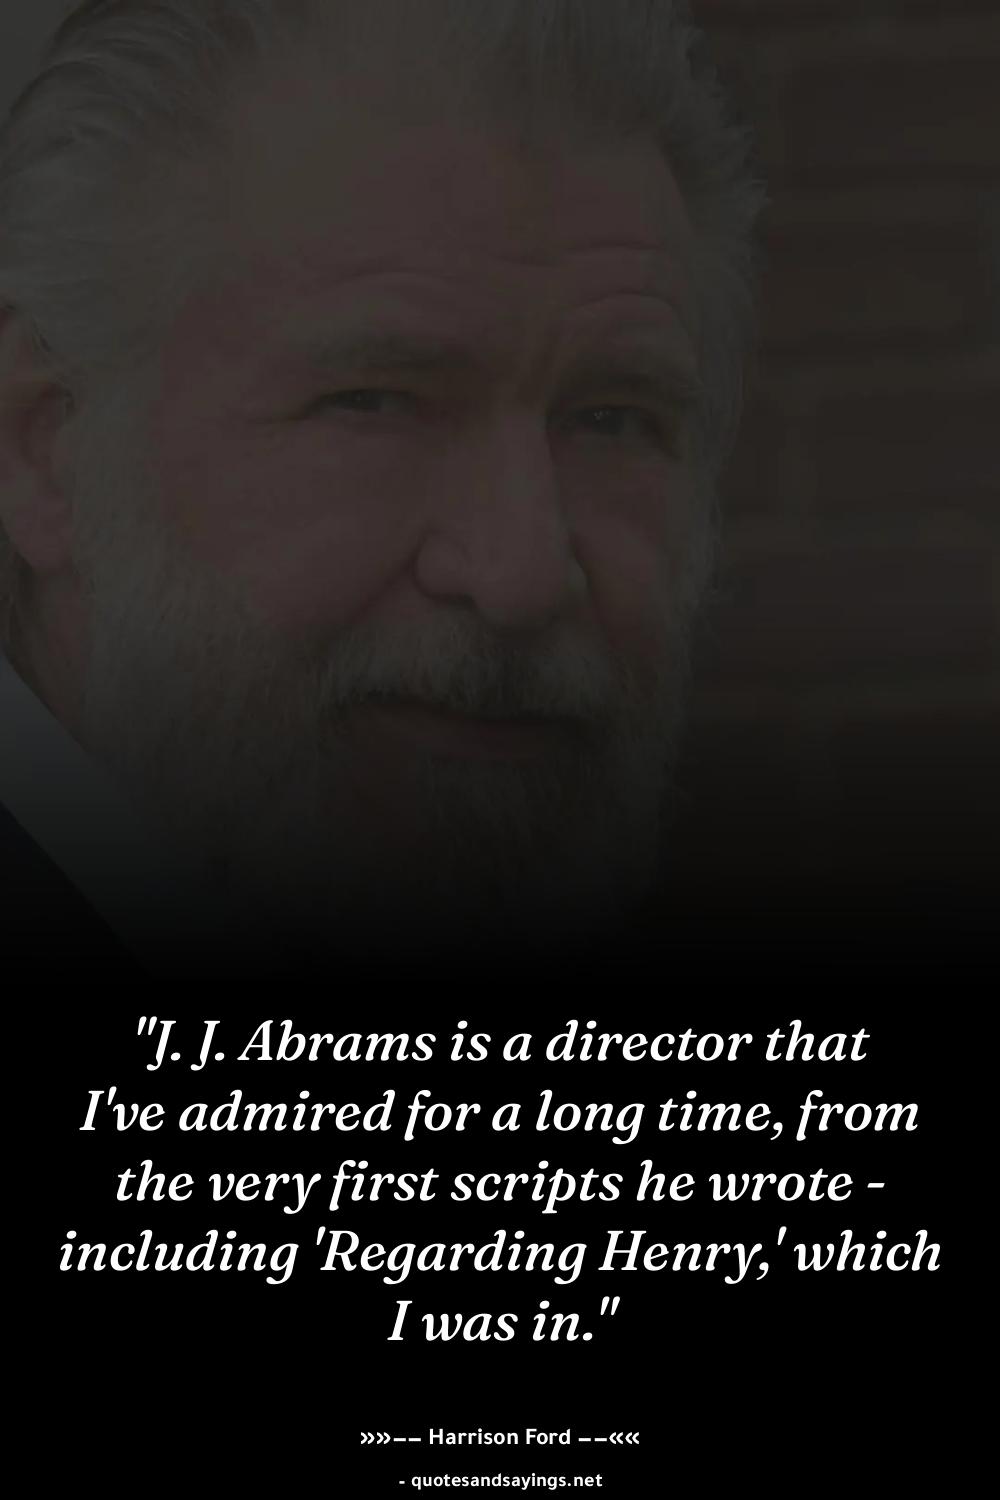 "J. J. Abrams is a director that
I've admired for a long time, from
the very first scripts he wrote -
including 'Regarding Henry,' which
I was in."
»»−− Harrison Ford −−««
- quotesandsayings.net